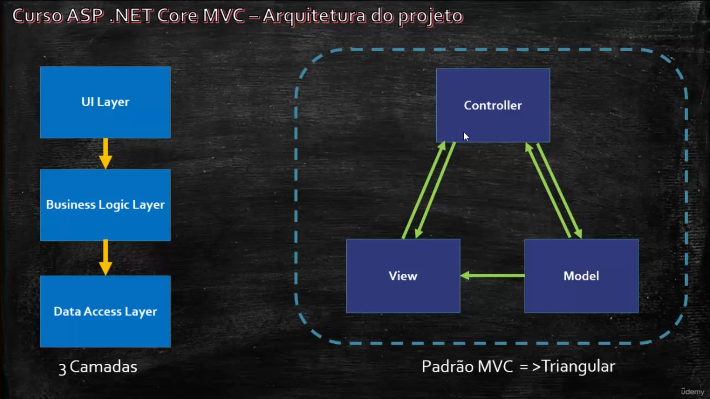 Curso ASP .NET Core MVC – Arquitetura do projeto
UI Layer
Business Logic Layer
Data Access Layer
3 Camadas
Controller
View
Model
Padrão MVC = >Triangular
ûdemy